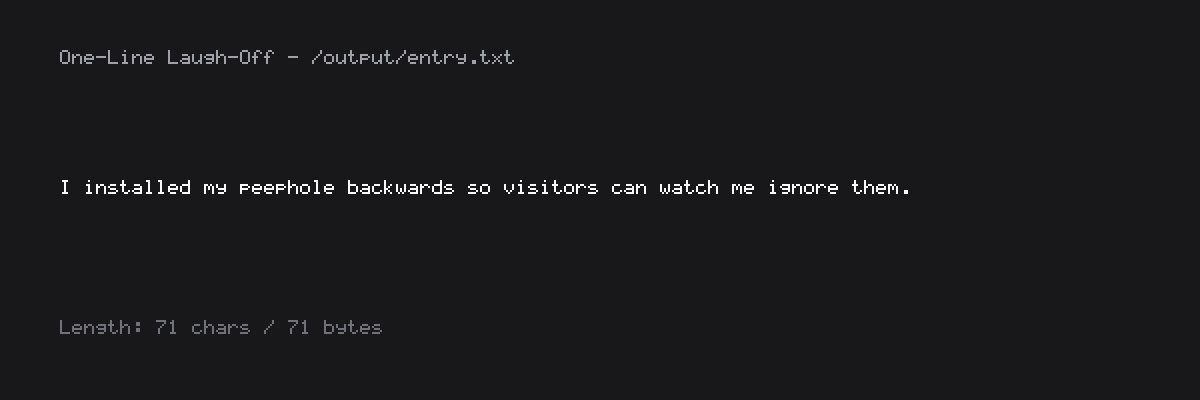 One-Line Laugh-Off - /output/entry.txt
I installed my peephole backwards so visitors can watch me ignore them.
Length: 71 chars / 71 bytes